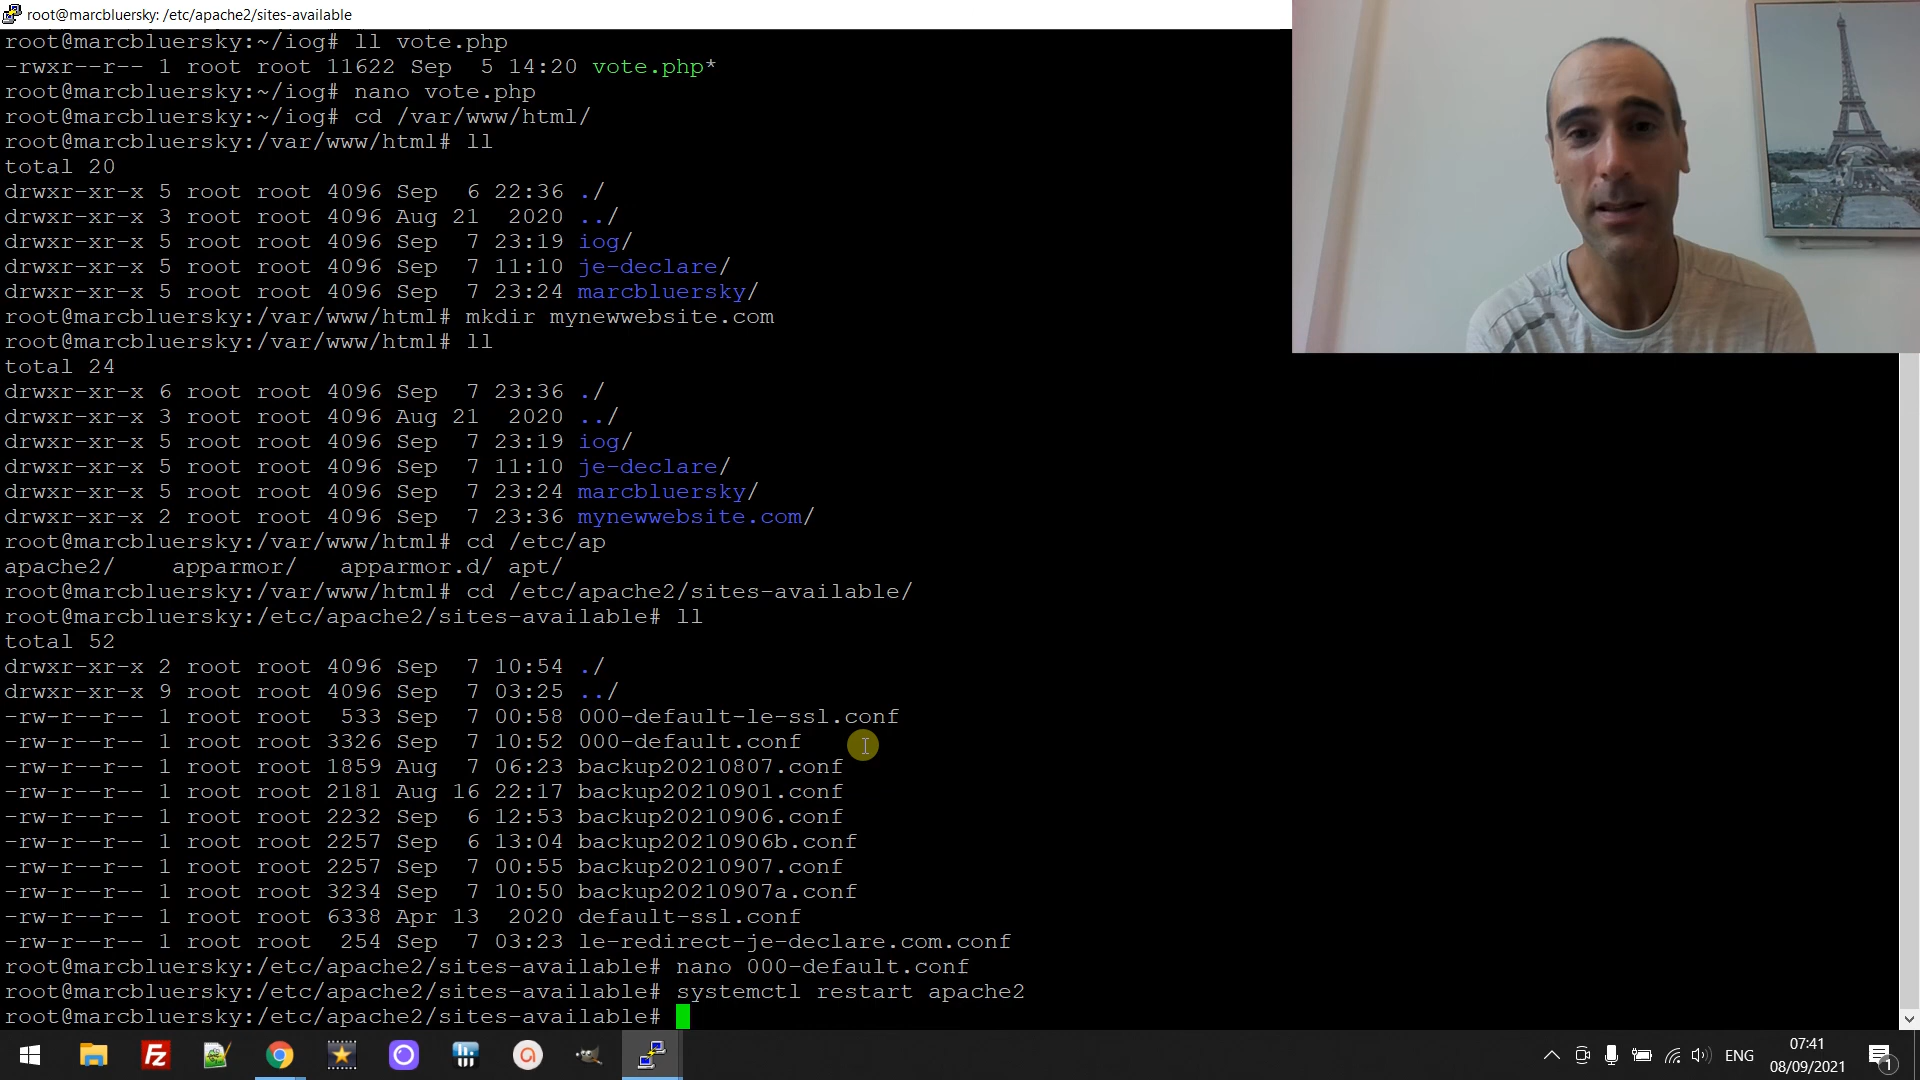 root@marcbluersky: /etc/apache2/sites-available
root@marcbluersky:~/iog# ll vote.php
-rwxr--r-- 1 root root 11622 Sep  5 14:20 vote.php*
root@marcbluersky:~/iog# nano vote.php
root@marcbluersky:~/iog# cd /var/www/html/
root@marcbluersky:/var/www/html# ll
total 20
drwxr-xr-x 5 root root 4096 Sep  6 22:36 ./
drwxr-xr-x 3 root root 4096 Aug 21  2020 ../
drwxr-xr-x 5 root root 4096 Sep  7 23:19 iog/
drwxr-xr-x 5 root root 4096 Sep  7 11:10 je-declare/
drwxr-xr-x 5 root root 4096 Sep  7 23:24 marcbluersky/
root@marcbluersky:/var/www/html# mkdir mynewwebsite.com
root@marcbluersky:/var/www/html# ll
total 24
drwxr-xr-x 6 root root 4096 Sep  7 23:36 ./
drwxr-xr-x 3 root root 4096 Aug 21  2020 ../
drwxr-xr-x 5 root root 4096 Sep  7 23:19 iog/
drwxr-xr-x 5 root root 4096 Sep  7 11:10 je-declare/
drwxr-xr-x 5 root root 4096 Sep  7 23:24 marcbluersky/
drwxr-xr-x 2 root root 4096 Sep  7 23:36 mynewwebsite.com/
root@marcbluersky:/var/www/html# cd /etc/ap
apache2/    apparmor/   apparmor.d/ apt/
root@marcbluersky:/var/www/html# cd /etc/apache2/sites-available/
root@marcbluersky:/etc/apache2/sites-available# ll
total 52
drwxr-xr-x 2 root root 4096 Sep  7 10:54 ./
drwxr-xr-x 9 root root 4096 Sep  7 03:25 ../
-rw-r--r-- 1 root root  533 Sep  7 00:58 000-default-le-ssl.conf
-rw-r--r-- 1 root root 3326 Sep  7 10:52 000-default.conf
-rw-r--r-- 1 root root 1859 Aug  7 06:23 backup20210807.conf
-rw-r--r-- 1 root root 2181 Aug 16 22:17 backup20210901.conf
-rw-r--r-- 1 root root 2232 Sep  6 12:53 backup20210906.conf
-rw-r--r-- 1 root root 2257 Sep  6 13:04 backup20210906b.conf
-rw-r--r-- 1 root root 2257 Sep  7 00:55 backup20210907.conf
-rw-r--r-- 1 root root 3234 Sep  7 10:50 backup20210907a.conf
-rw-r--r-- 1 root root 6338 Apr 13  2020 default-ssl.conf
-rw-r--r-- 1 root root  254 Sep  7 03:23 le-redirect-je-declare.com.conf
root@marcbluersky:/etc/apache2/sites-available# nano 000-default.conf
root@marcbluersky:/etc/apache2/sites-available# systemctl restart apache2
root@marcbluersky:/etc/apache2/sites-available#
Fz
a
ENG
07:41
08/09/2021
1